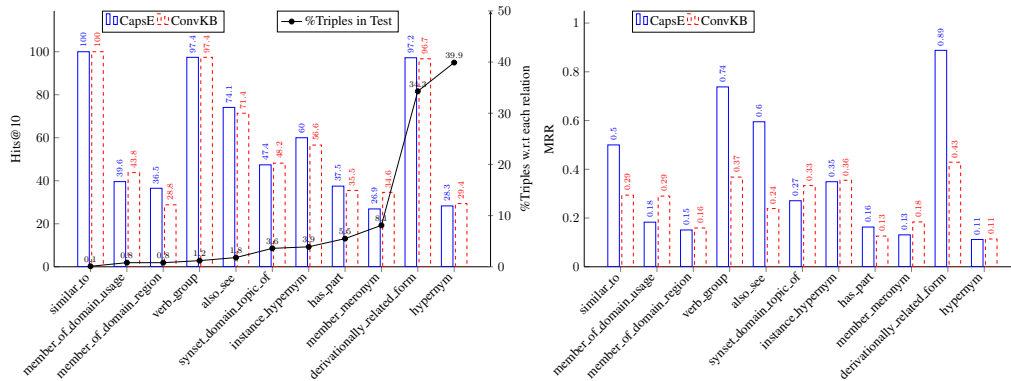 CapsE ConvKB
%Triples in Test
Hits@10
0
20
40
60
80
100
100 39.6 36.5 97.4 74.1 47.4 60 37.5 26.9 97.2 28.3
100 43.8 28.8 97.4 71.4 48.2 56.6 35.5 34.6 96.7 29.4
0.1 0.8 0.8 1.2 1.8 3.6 3.9 5.5 8.1 34.3 39.9
0
10
20
30
40
50
%Triples w.r.t each relation
similar_to
member_of_domain_usage
member_of_domain_region
verb_group
also_see
synset_domain_topic_of
instance_hypernym
has_part
member_meronym
derivationally_related_form
hypernym
CapsE ConvKB
MRR
0
0.2
0.4
0.6
0.8
1
0.5 0.18 0.15 0.74 0.6 0.27 0.35 0.16 0.13 0.89 0.11
0.29 0.29 0.16 0.37 0.24 0.33 0.36 0.13 0.18 0.43 0.11
similar_to
member_of_domain_usage
member_of_domain_region
verb_group
also_see
synset_domain_topic_of
instance_hypernym
has_part
member_meronym
derivationally_related_form
hypernym